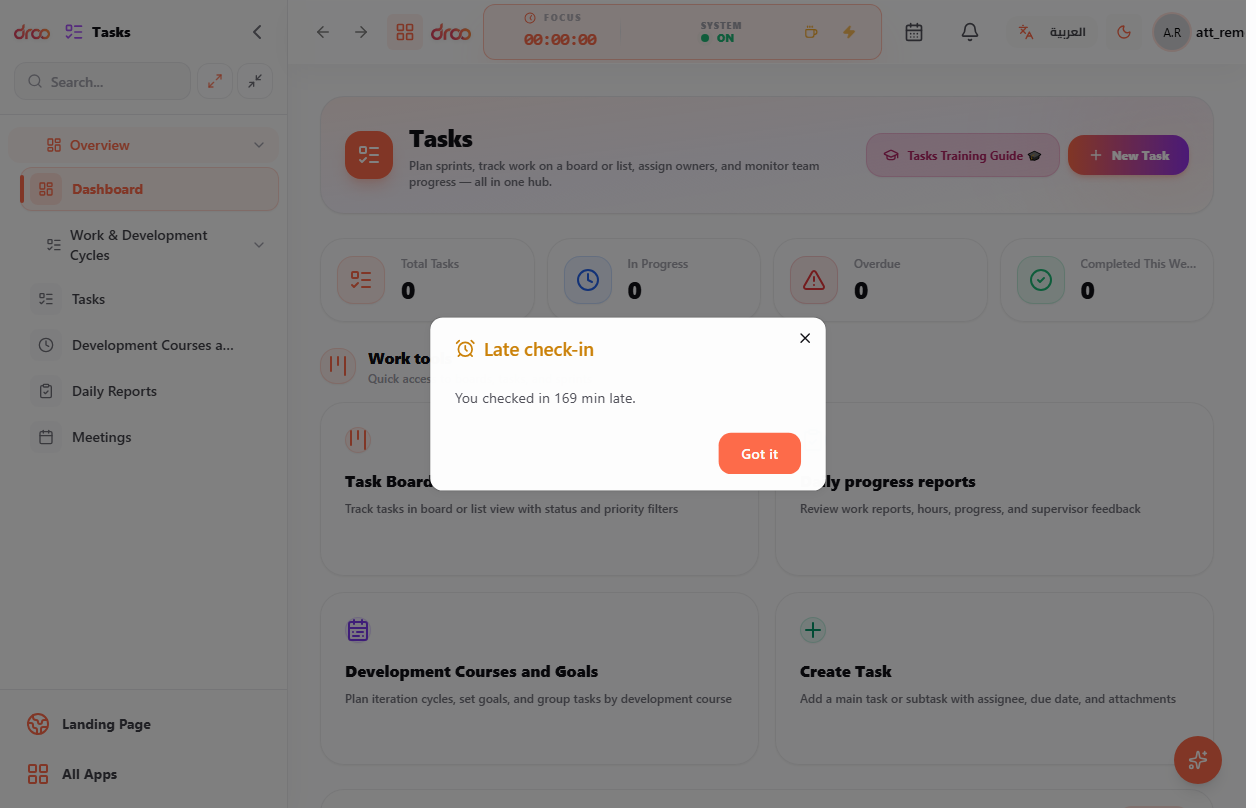 droo
Tasks
Search...
Overview
Dashboard
Work & Development
Cycles
Tasks
Development Courses a...
Daily Reports
Meetings
Landing Page
All Apps
droo
FOCUS
00:00:00
SYSTEM
ON
العربية
A.R
att_rem
Tasks
Plan sprints, track work on a board or list, assign owners, and monitor team
progress — all in one hub.
Tasks Training Guide 🎓
New Task
Total Tasks
0
In Progress
0
Overdue
0
Completed This We...
0
Work to
Quick acces
Late check-in
You checked in 169 min late.
Got it
Task Board
Track tasks in board or list view with status and priority filters
ly progress reports
Review work reports, hours, progress, and supervisor feedback
Development Courses and Goals
Plan iteration cycles, set goals, and group tasks by development course
Create Task
Add a main task or subtask with assignee, due date, and attachments